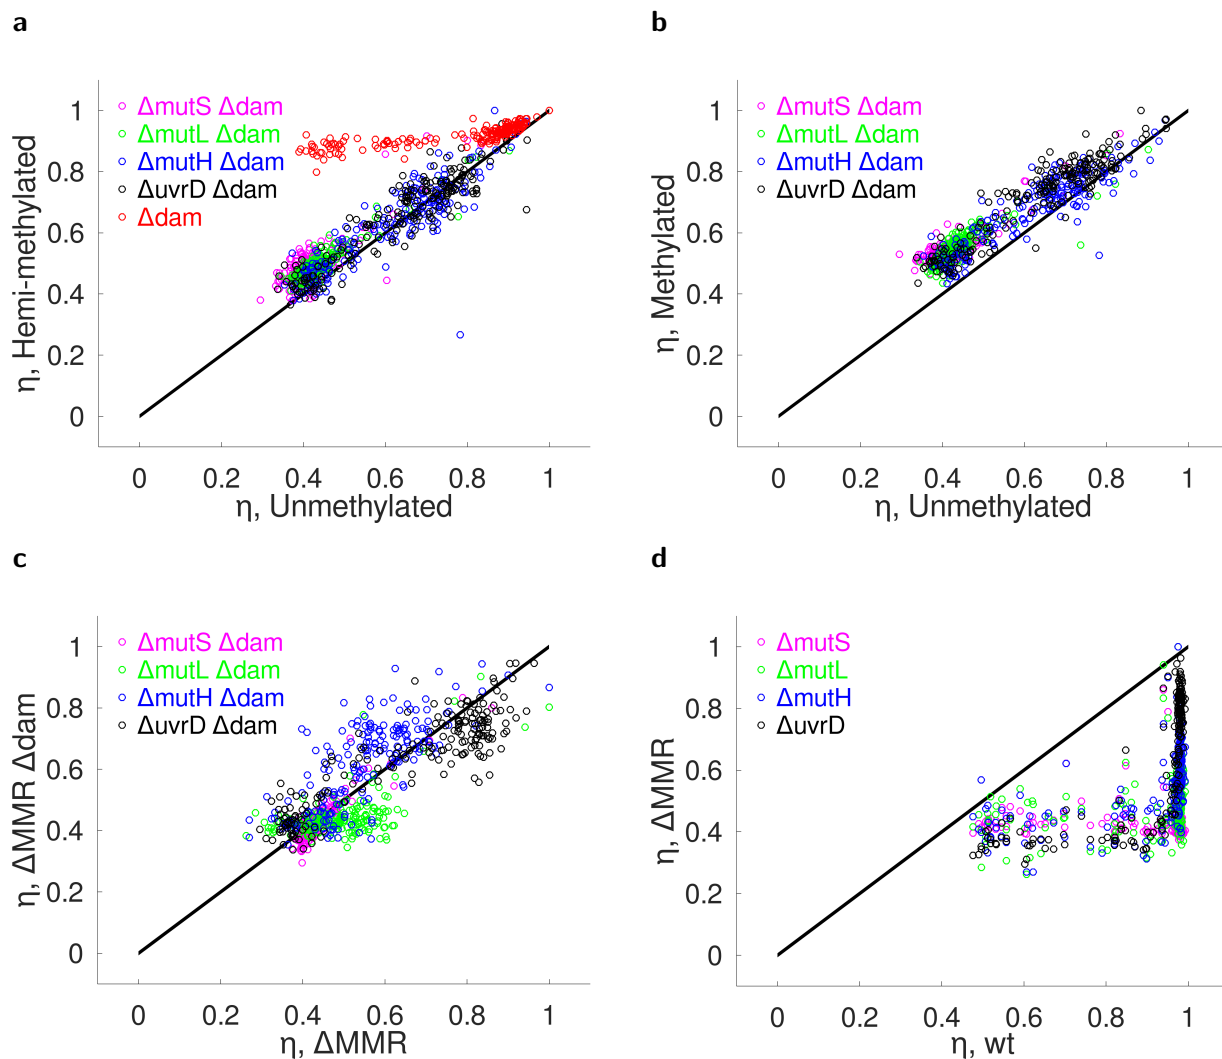 a
η, Hemi-methylated
1
0.8
0.6
0.4
0.2
0
ΔmutS Δdam
ΔmutL Δdam
ΔmutH Δdam
ΔuvrD Δdam
Δdam
0 0.2 0.4 0.6 0.8 1
η, Unmethylated
b
η, Methylated
1
0.8
0.6
0.4
0.2
0
ΔmutS Δdam
ΔmutL Δdam
ΔmutH Δdam
ΔuvrD Δdam
0 0.2 0.4 0.6 0.8 1
η, Unmethylated
c
η, ΔMMR Δdam
1
0.8
0.6
0.4
0.2
0
ΔmutS Δdam
ΔmutL Δdam
ΔmutH Δdam
ΔuvrD Δdam
0 0.2 0.4 0.6 0.8 1
η, ΔMMR
d
η, ΔMMR
1
0.8
0.6
0.4
0.2
0
ΔmutS
ΔmutL
ΔmutH
ΔuvrD
0 0.2 0.4 0.6 0.8 1
η, wt